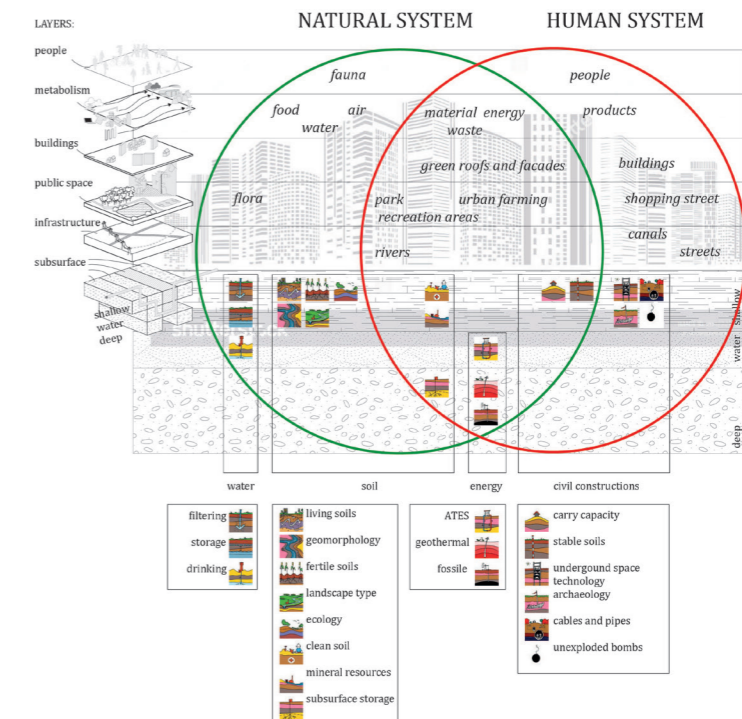 NATURAL SYSTEM
HUMAN SYSTEM
LAYERS:
people
metabolism
buildings
public space
infrastructure
subsurface
shallow
water
deep
fauna
people
food
air
water
material energy
waste
products
green roofs and facades
buildings
flora
park
urban farming
shopping street
recreation areas
canals
rivers
streets
shallow
water
deep
water
soil
energy
civil constructions
filtering
storage
drinking
living soils
geomorphology
fertile soils
landscape type
ecology
clean soil
mineral resources
subsurface storage
ATES
geothermal
fossile
carry capacity
stable soils
undergound space
technology
archaeology
cables and pipes
unexploded bombs